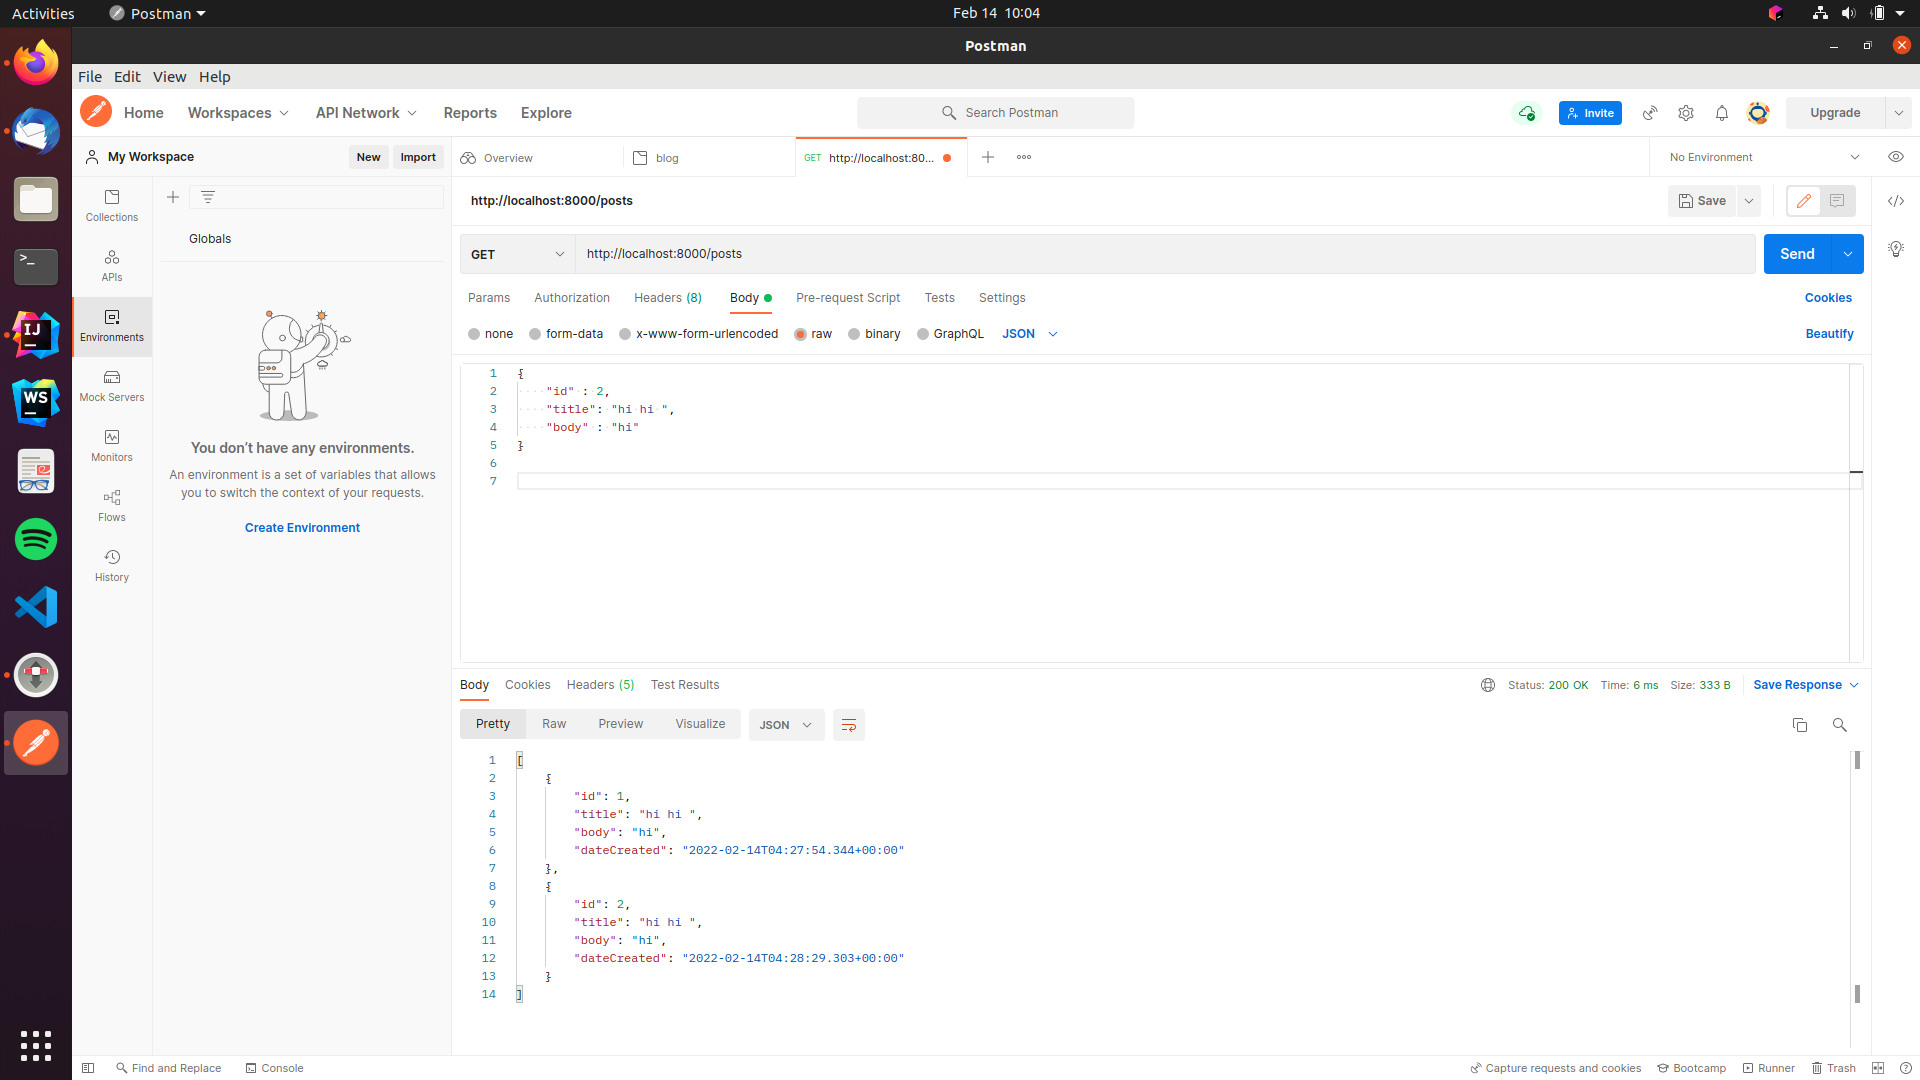 Activities
Postman
Feb 14 10:04
Postman
File Edit View Help
Home Workspaces API Network Reports Explore
Search Postman
Invite
Upgrade
My Workspace
New Import
Overview
blog
GET http://localhost:80...
No Environment
Collections
APIs
Environments
Mock Servers
Monitors
Flows
History
Globals
You don't have any environments.
An environment is a set of variables that allows
you to switch the context of your requests.
Create Environment
http://localhost:8000/posts
Save
GET http://localhost:8000/posts
Send
Params Authorization Headers (8) Body Pre-request Script Tests Settings
Cookies
none form-data x-www-form-urlencoded raw binary GraphQL JSON
Beautify
1 {
2 "id" : 2,
3 "title": "hi hi ",
4 "body" : "hi"
5 }
6
7
Body Cookies Headers (5) Test Results
Status: 200 OK Time: 6 ms Size: 333 B Save Response
Pretty Raw Preview Visualize JSON
1 [
2 {
3 "id": 1,
4 "title": "hi hi ",
5 "body": "hi",
6 "dateCreated": "2022-02-14T04:27:54.344+00:00"
7 },
8 {
9 "id": 2,
10 "title": "hi hi ",
11 "body": "hi",
12 "dateCreated": "2022-02-14T04:28:29.303+00:00"
13 }
14 ]
Find and Replace Console
Capture requests and cookies Bootcamp Runner Trash
>_
IJ
WS